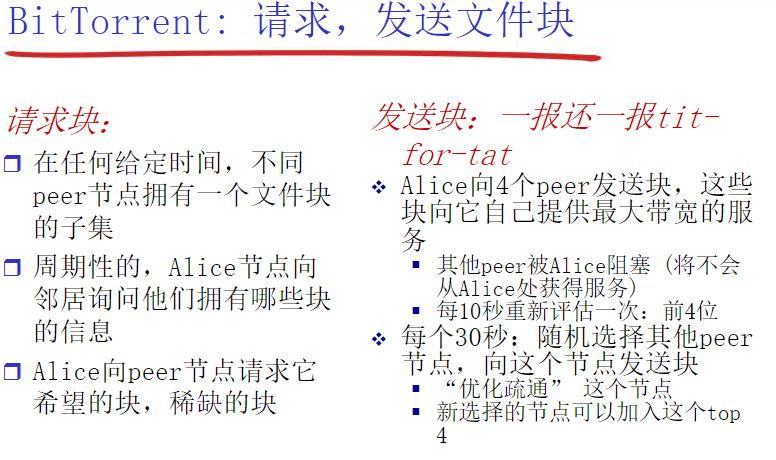 BitTorrent: 请求，发送文件块
请求块：
在任何给定时间，不同
peer节点拥有一个文件块
的子集
周期性的，Alice节点向
邻居询问他们拥有哪些块
的信息
Alice向peer节点请求它
希望的块，稀缺的块
发送块：一报还一报tit-
for-tat
Alice向4个peer发送块，这些
块向它自己提供最大带宽的服
务
其他peer被Alice阻塞 (将不会
从Alice处获得服务)
每10秒重新评估一次：前4位
每个30秒：随机选择其他peer
节点，向这个节点发送块
“优化疏通” 这个节点
新选择的节点可以加入这个top
4